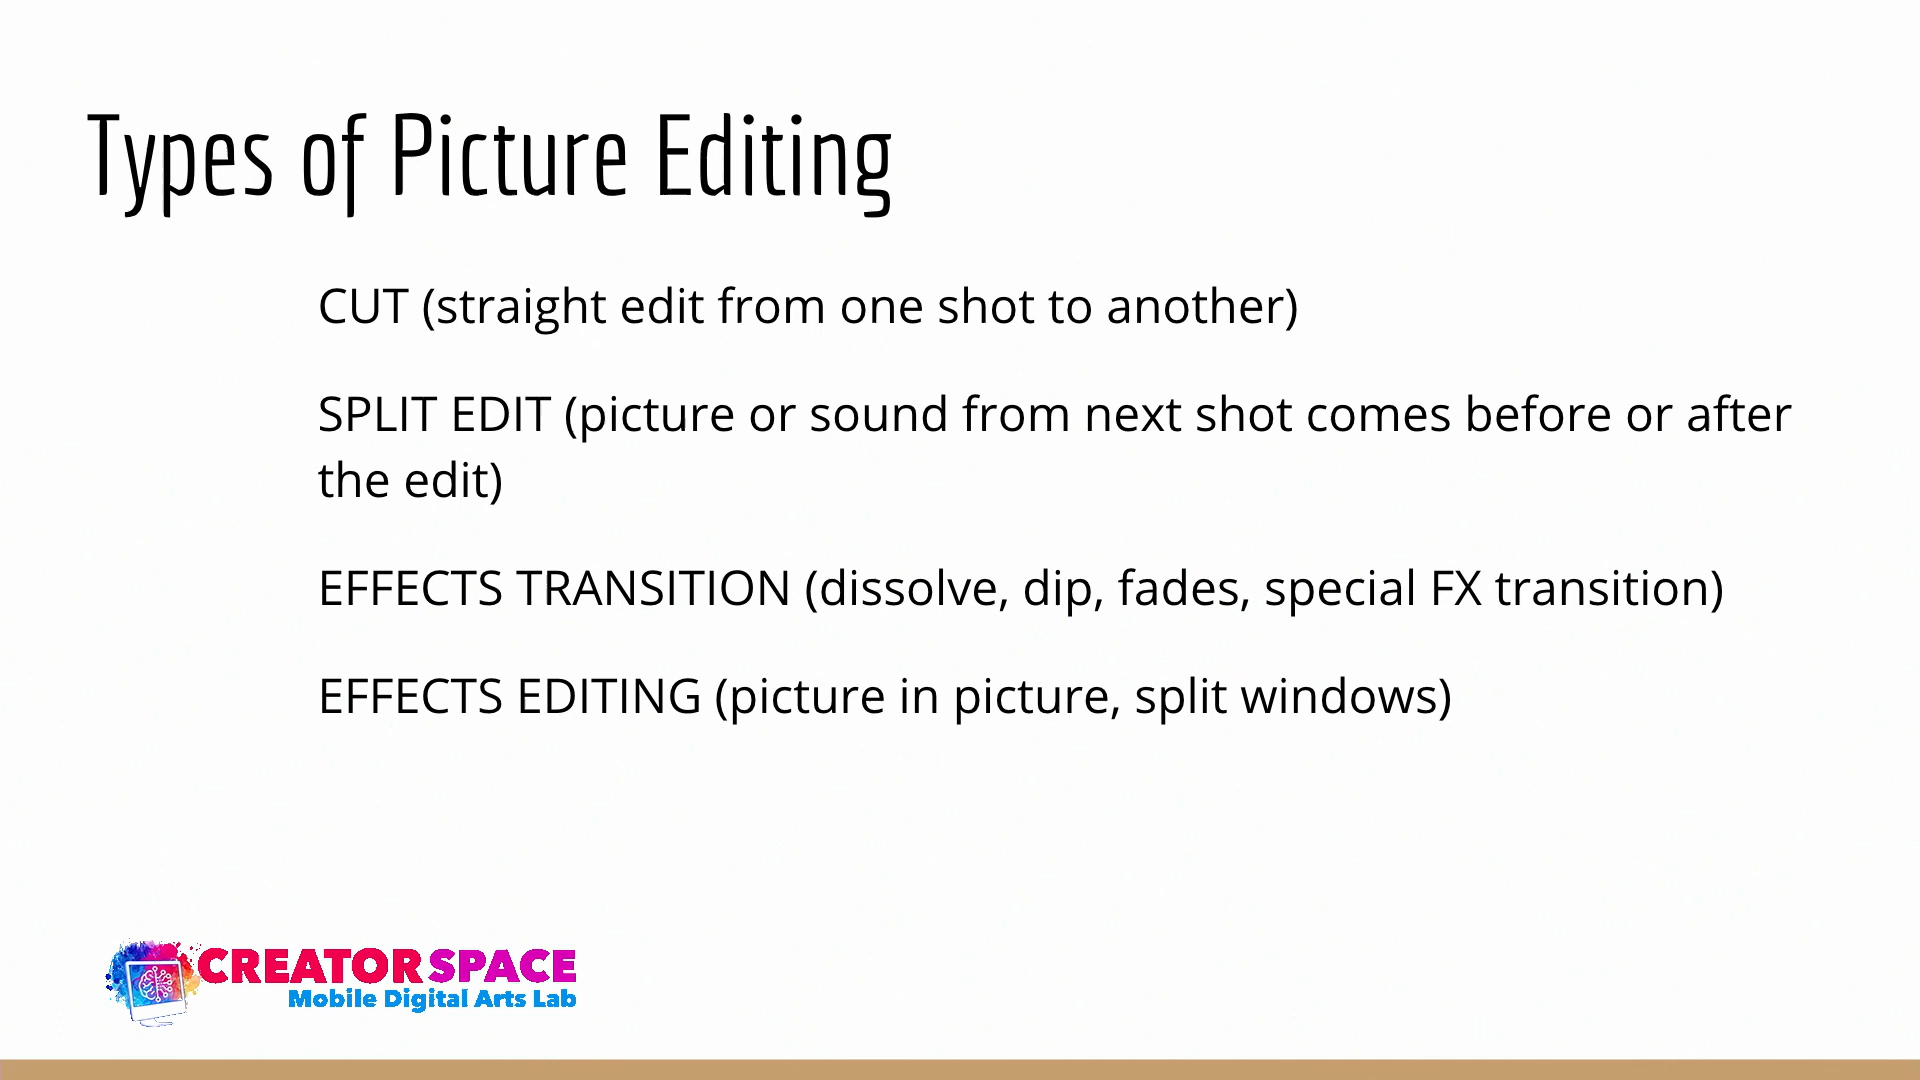 Types of Picture Editing
CUT (straight edit from one shot to another)
SPLIT EDIT (picture or sound from next shot comes before or after
the edit)
EFFECTS TRANSITION (dissolve, dip, fades, special FX transition)
EFFECTS EDITING (picture in picture, split windows)
CREATORSPACE
Mobile Digital Arts Lab